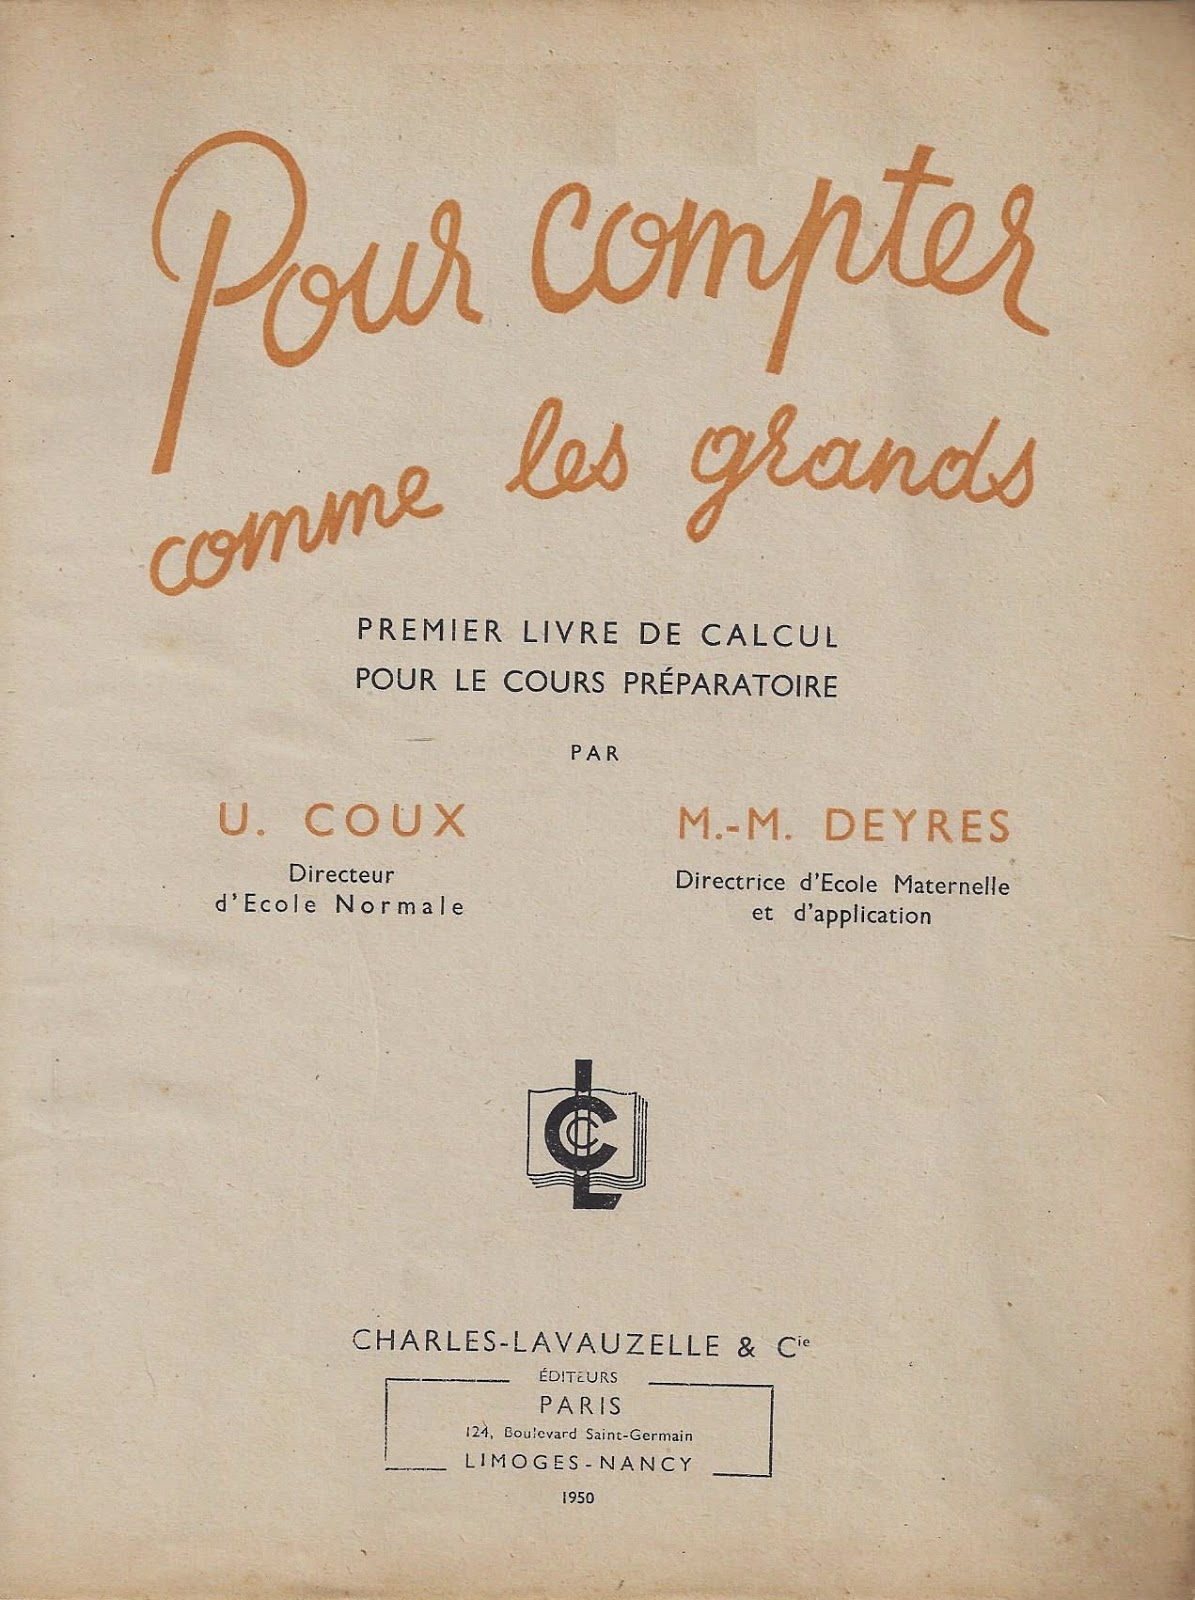 Pour compter
comme les grands
PREMIER LIVRE DE CALCUL
POUR LE COURS PRÉPARATOIRE
PAR
U. COUX
Directeur
d'Ecole Normale
M.-M. DEYRES
Directrice d'Ecole Maternelle
et d'application
CHARLES-LAVAUZELLE & Cie
ÉDITEURS
PARIS
124, Boulevard Saint-Germain
LIMOGES-NANCY
1950